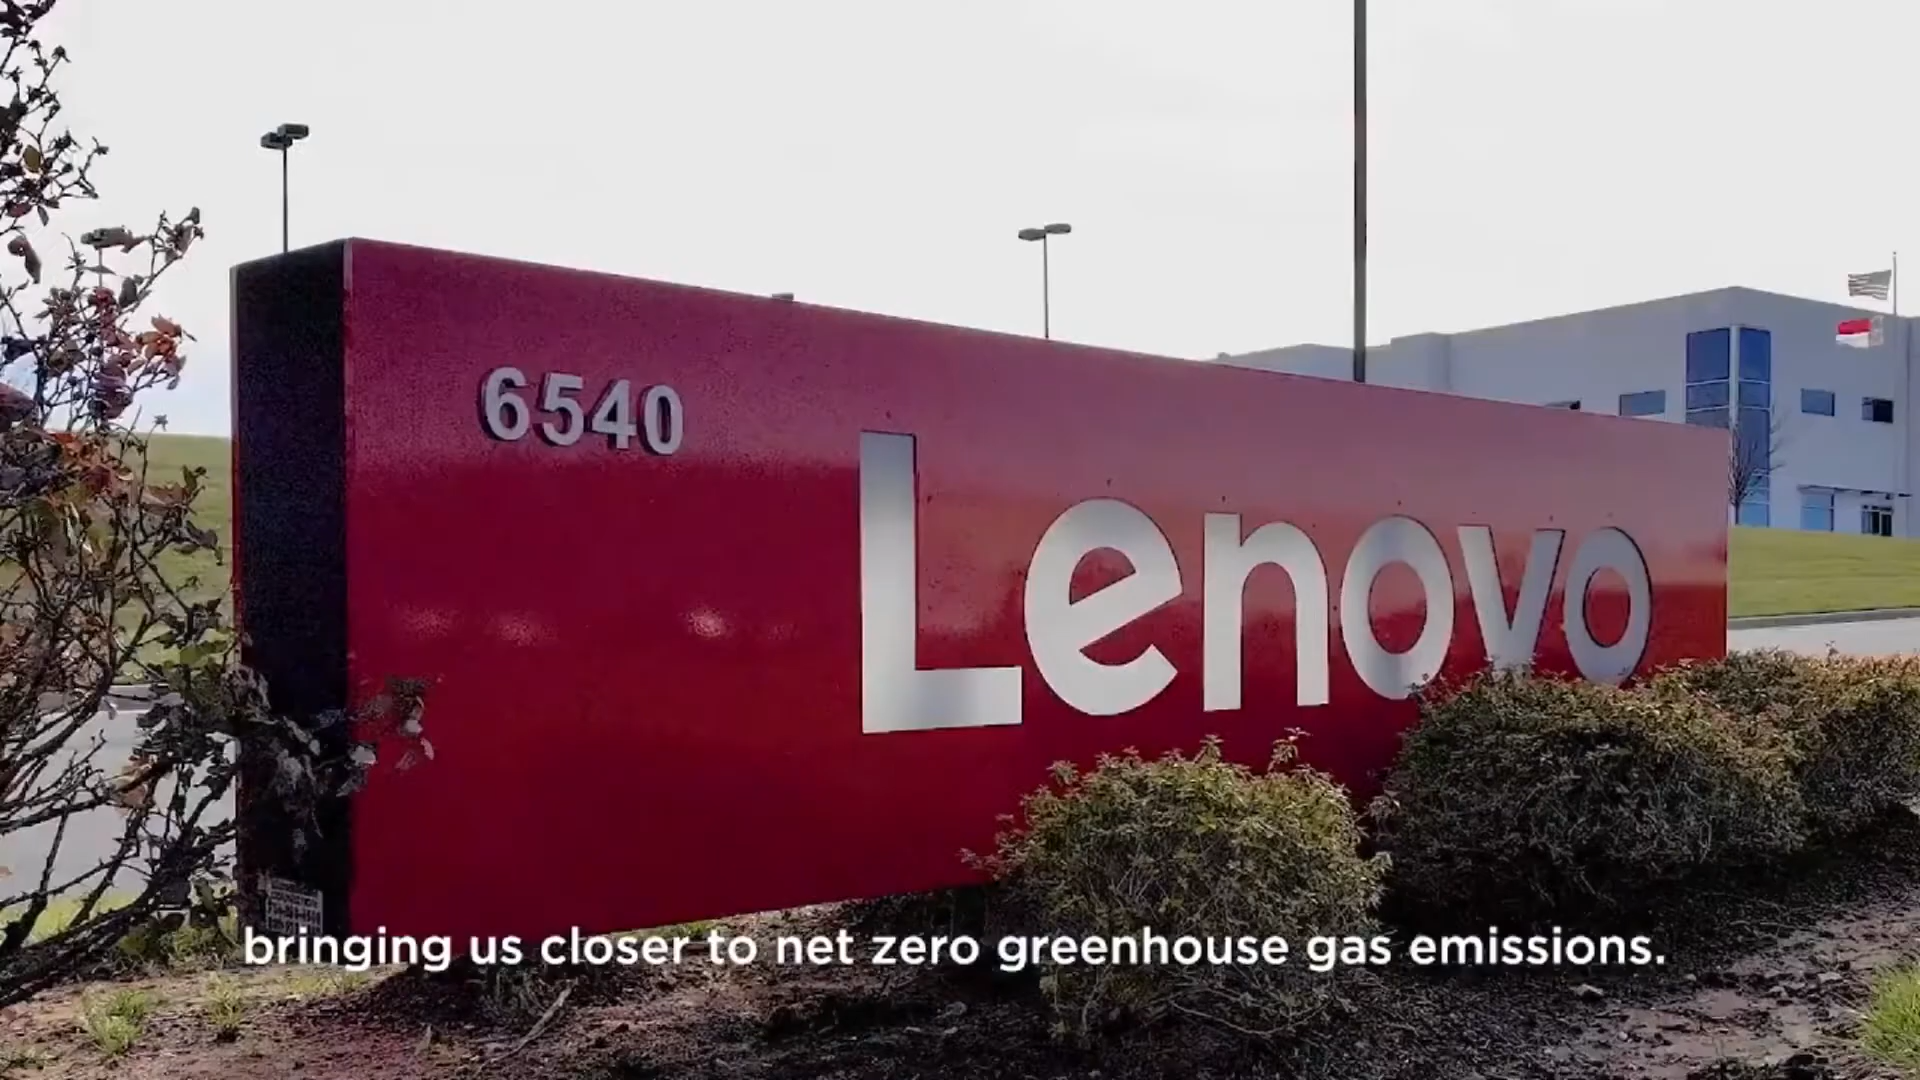 6540
Lenovo
bringing us closer to net zero greenhouse gas emissions.